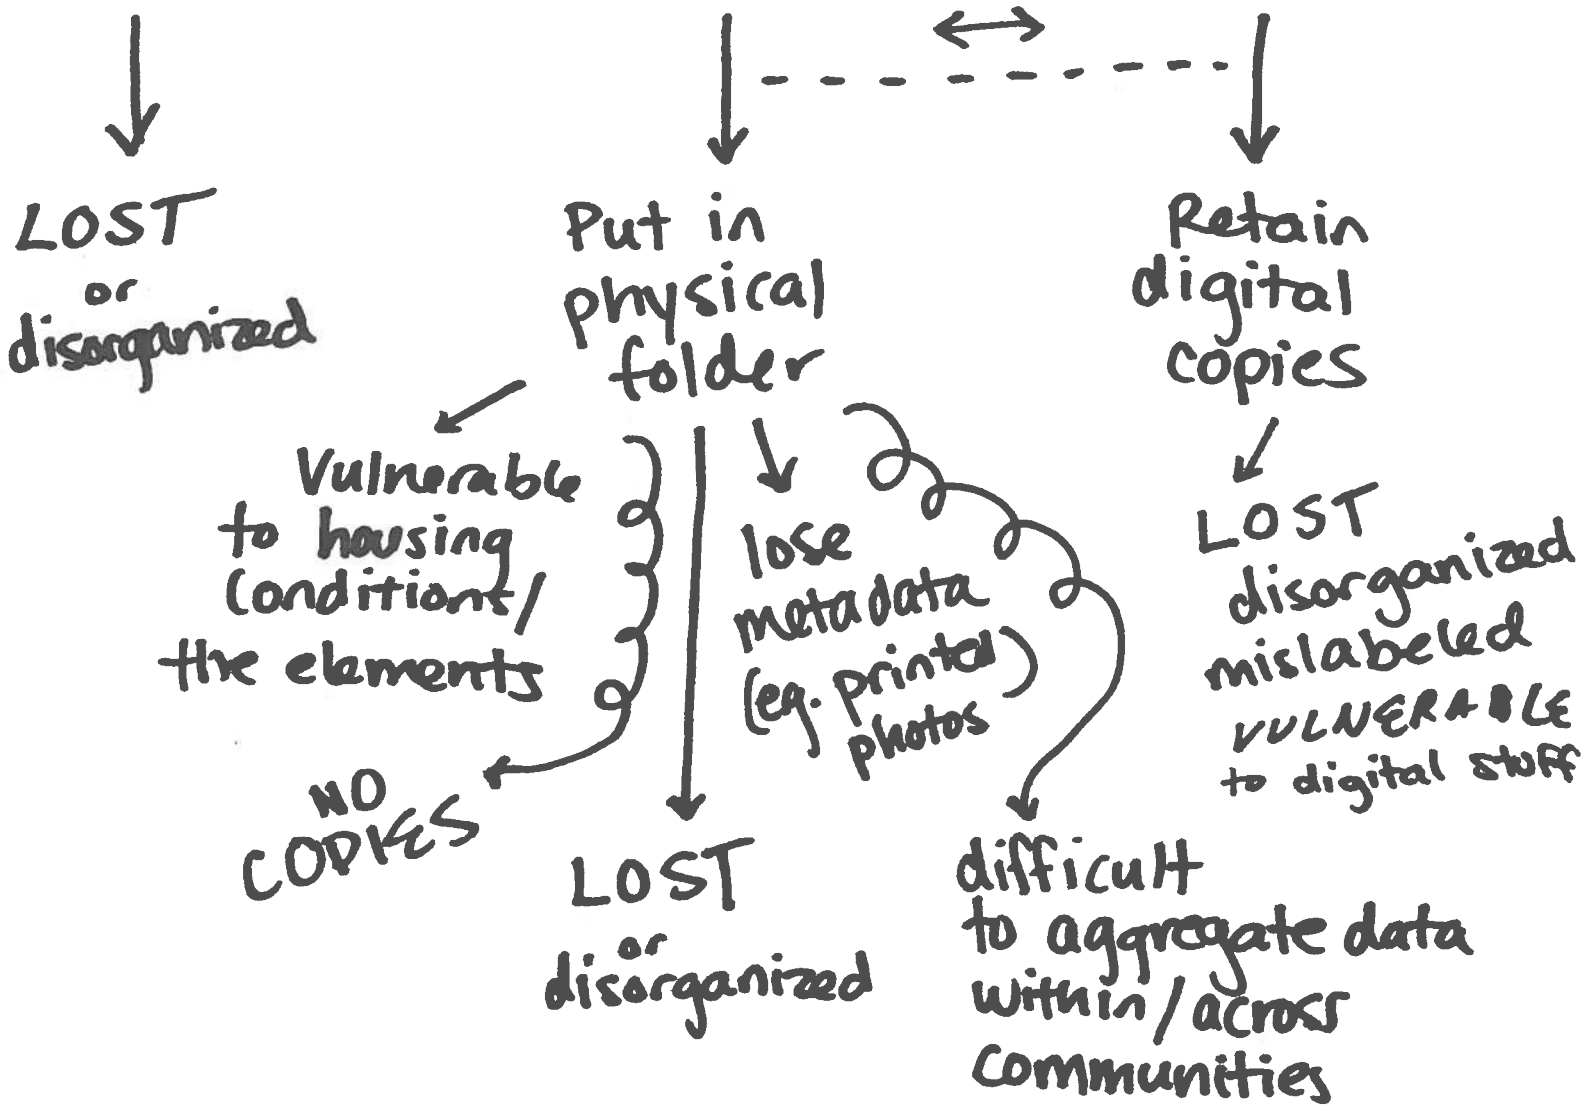 LOST
or
disorganized
Put in
physical
folder
Retain
digital
copies
Vulnerable
to housing
conditions/
the elements
NO
COPIES
LOST
or
disorganized
lose
metadata
(eg. printed
photos)
difficult
to aggregate data
within/across
communities
LOST
disorganized
mislabeled
VULNERABLE
to digital stuff